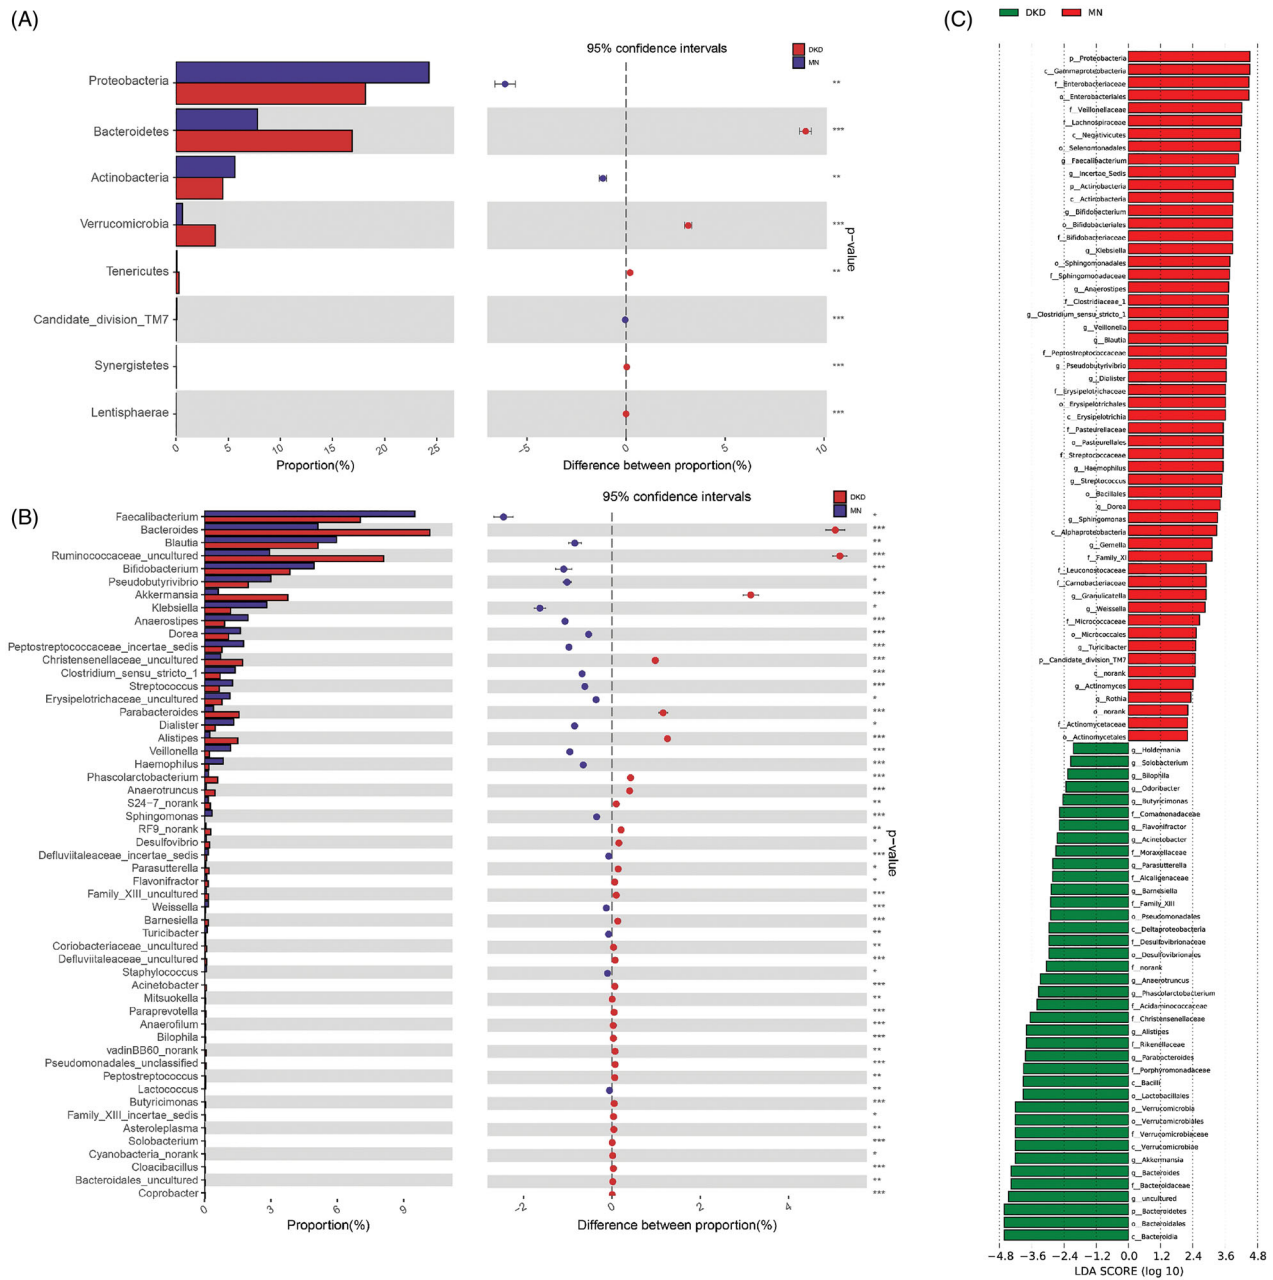 (A)
95% confidence intervals
DKD
MN
Proteobacteria
**
Bacteroidetes
***
Actinobacteria
**
Verrucomicrobia
***
Tenericutes
**
Candidate_division_TM7
***
Synergistetes
***
Lentisphaerae
***
p-value
0 5 10 15 20 25
Proportion(%)
-5 0 5 10
Difference between proportion(%)
(B)
95% confidence intervals
DKD
MN
Faecalibacterium *
Bacteroides ***
Blautia **
Ruminococcaceae_uncultured ***
Bifidobacterium ***
Pseudobutyrivibrio *
Akkermansia ***
Klebsiella *
Anaerostipes ***
Dorea ***
Peptostreptococcaceae_incertae_sedis ***
Christensenellaceae_uncultured ***
Clostridium_sensu_stricto_1 ***
Streptococcus ***
Erysipelotrichaceae_uncultured *
Parabacteroides ***
Dialister *
Alistipes ***
Veillonella ***
Haemophilus ***
Phascolarctobacterium ***
Anaerotruncus ***
S24-7_norank **
Sphingomonas ***
RF9_norank **
Desulfovibrio *
Defluviitaleaceae_incertae_sedis ***
Parasutterella *
Flavonifractor *
Family_XIII_uncultured ***
Weissella ***
Barnesiella ***
Turicibacter **
Coriobacteriaceae_uncultured **
Defluviitaleaceae_uncultured ***
Staphylococcus *
Acinetobacter ***
Mitsuokella **
Paraprevotella ***
Anaerofilum ***
Bilophila ***
vadinBB60_norank **
Pseudomonadales_unclassified ***
Peptostreptococcus **
Lactococcus **
Butyricimonas ***
Family_XIII_incertae_sedis *
Asteroleplasma **
Solobacterium ***
Cyanobacteria_norank *
Cloacibacillus ***
Bacteroidales_uncultured **
Coprobacter ***
p-value
0 3 6 9
Proportion(%)
-2 0 2 4
Difference between proportion(%)
(C)
DKD MN
p__Proteobacteria
c__Gammaproteobacteria
f__Enterobacteriaceae
o__Enterobacteriales
f__Veillonellaceae
f__Lachnospiraceae
c__Negativicutes
o__Selenomonadales
g__Faecalibacterium
g__Incertae_Sedis
p__Actinobacteria
c__Actinobacteria
g__Bifidobacterium
o__Bifidobacteriales
f__Bifidobacteriaceae
g__Klebsiella
o__Sphingomonadales
f__Sphingomonadaceae
g__Anaerostipes
f__Clostridiaceae_1
g__Clostridium_sensu_stricto_1
g__Veillonella
g__Blautia
f__Peptostreptococcaceae
g__Pseudobutyrivibrio
g__Dialister
f__Erysipelotrichaceae
o__Erysipelotrichales
c__Erysipelotrichia
f__Pasteurellaceae
o__Pasteurellales
f__Streptococcaceae
g__Haemophilus
g__Streptococcus
o__Bacillales
g__Dorea
g__Sphingomonas
c__Alphaproteobacteria
g__Gemella
f__Family_XI
f__Leuconostocaceae
f__Carnobacteriaceae
g__Granulicatella
g__Weissella
f__Micrococcaceae
o__Micrococcales
g__Turicibacter
p__Candidate_division_TM7
c__norank
g__Actinomyces
g__Rothia
o__norank
f__Actinomycetaceae
o__Actinomycetales
g__Holdemania
g__Solobacterium
g__Bilophila
g__Odoribacter
g__Butyricimonas
f__Comamonadaceae
g__Flavonifractor
g__Acinetobacter
f__Moraxellaceae
g__Parasutterella
f__Alcaligenaceae
g__Barnesiella
f__Family_XIII
o__Pseudomonadales
c__Deltaproteobacteria
f__Desulfovibrionaceae
o__Desulfovibrionales
f__norank
g__Anaerotruncus
g__Phascolarctobacterium
f__Acidaminococcaceae
f__Christensenellaceae
g__Alistipes
f__Rikenellaceae
g__Parabacteroides
f__Porphyromonadaceae
c__Bacilli
o__Lactobacillales
p__Verrucomicrobia
o__Verrucomicrobiales
f__Verrucomicrobiaceae
c__Verrucomicrobiae
g__Akkermansia
g__Bacteroides
f__Bacteroidaceae
g__uncultured
p__Bacteroidetes
o__Bacteroidales
c__Bacteroidia
−4.8 −3.6 −2.4 −1.2 0.0 1.2 2.4 3.6 4.8
LDA SCORE (log 10)